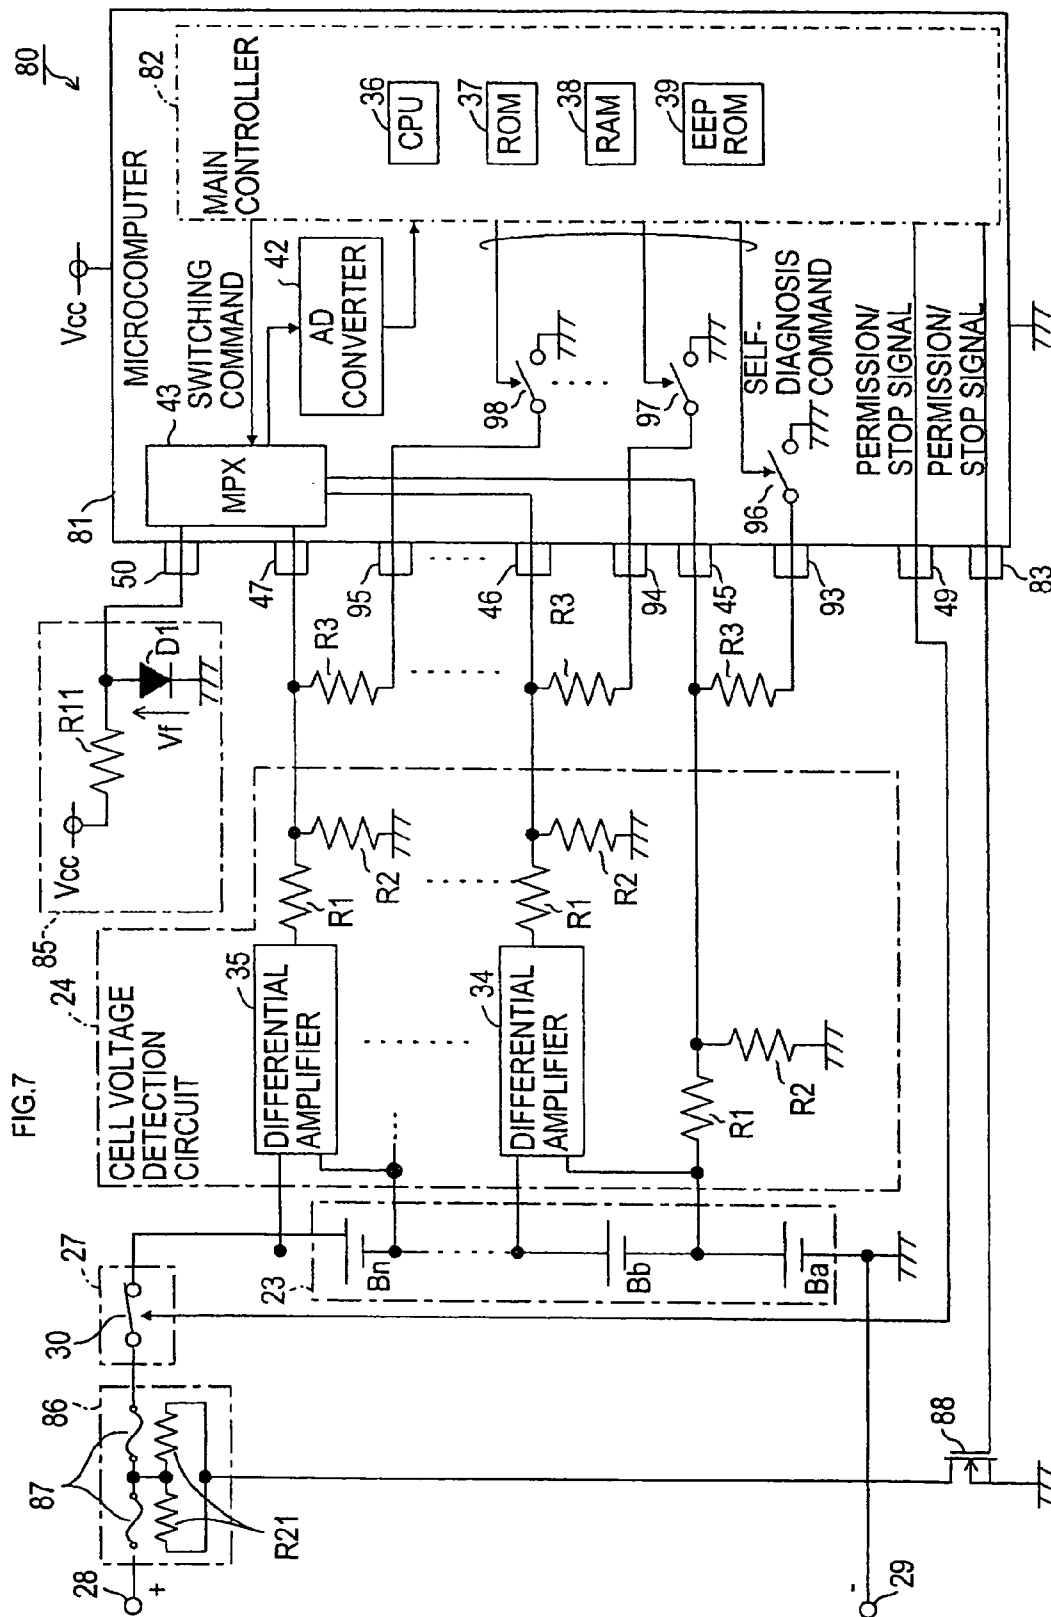 FIG.7
80
Vcc
81
MICROCOMPUTER
82
MAIN
CONTROLLER
36
CPU
37
ROM
38
RAM
39
EEP
ROM
43
MPX
SWITCHING
COMMAND
42
AD
CONVERTER
98
97
96
SELF-
DIAGNOSIS
COMMAND
PERMISSION/
STOP SIGNAL
PERMISSION/
STOP SIGNAL
50
47
95
46
94
45
93
49
83
85
Vcc
R11
D1
Vf
R3
R3
R3
24
CELL VOLTAGE
DETECTION
CIRCUIT
35
DIFFERENTIAL
AMPLIFIER
R1
R2
34
DIFFERENTIAL
AMPLIFIER
R1
R2
R1
R2
27
30
23
Bn
Bb
Ba
86
87
R21
28
+
88
-
29